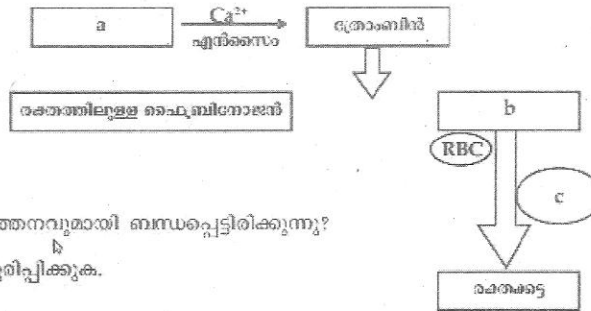 a
Ca²⁺
എൻസൈം
ത്രോംബിൻ
രക്തത്തിലുള്ള ഫൈബ്രിനോജൻ
b
RBC
c
ത്തനവുമായി ബന്ധപ്പെട്ടിരിക്കുന്നു?
രിപ്പിക്കുക.
രക്തക്കട്ട